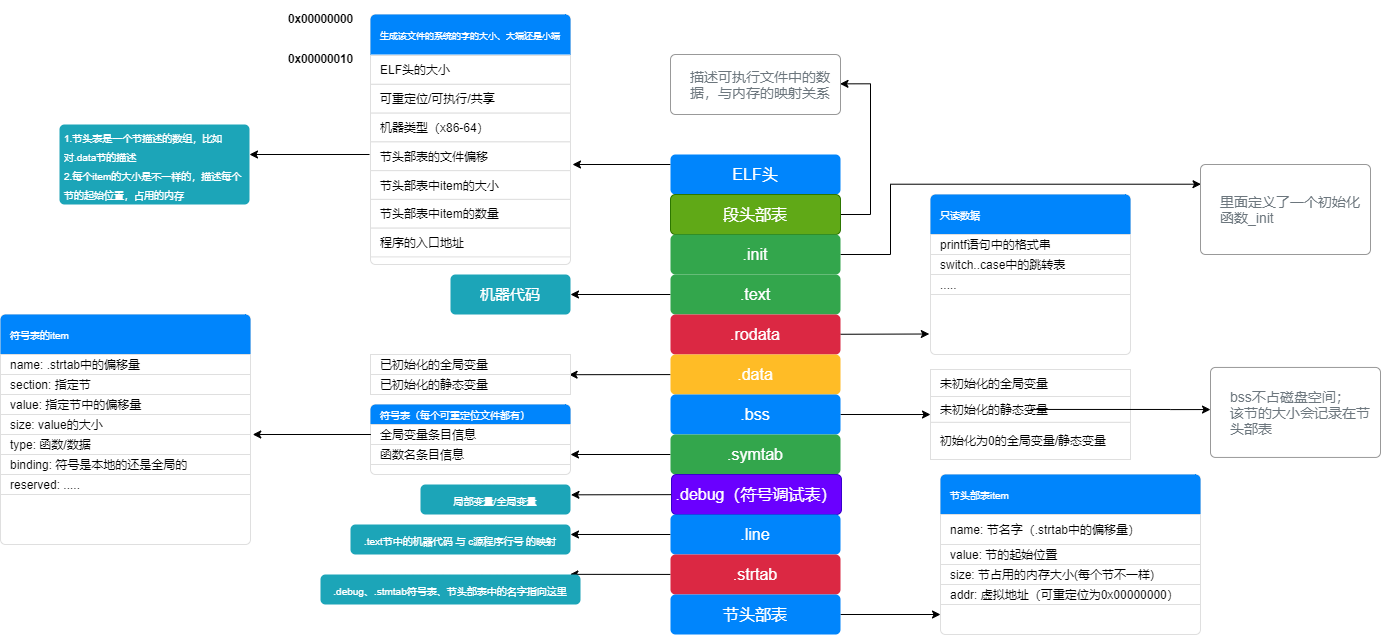 0x00000000
0x00000010
生成该文件的系统的字的大小、大端还是小端
ELF头的大小
可重定位/可执行/共享
机器类型（x86-64）
节头部表的文件偏移
节头部表中item的大小
节头部表中item的数量
程序的入口地址
1.节头表是一个节描述的数组，比如
对.data节的描述
2.每个item的大小是不一样的，描述每个
节的起始位置，占用的内存
描述可执行文件中的数
据，与内存的映射关系
ELF头
段头部表
.init
.text
.rodata
.data
.bss
.symtab
.debug（符号调试表）
.line
.strtab
节头部表
里面定义了一个初始化
函数_init
只读数据
printf语句中的格式串
switch..case中的跳转表
.....
机器代码
已初始化的全局变量
已初始化的静态变量
符号表（每个可重定位文件都有）
全局变量条目信息
函数名条目信息
符号表的item
name: .strtab中的偏移量
section: 指定节
value: 指定节中的偏移量
size: value的大小
type: 函数/数据
binding: 符号是本地的还是全局的
reserved: .....
未初始化的全局变量
未初始化的静态变量
初始化为0的全局变量/静态变量
bss不占磁盘空间；
该节的大小会记录在节
头部表
局部变量/全局变量
.text节中的机器代码 与 c源程序行号 的映射
.debug、.stmtab符号表、节头部表中的名字指向这里
节头部表item
name: 节名字（.strtab中的偏移量）
value: 节的起始位置
size: 节占用的内存大小(每个节不一样)
addr: 虚拟地址（可重定位为0x00000000）